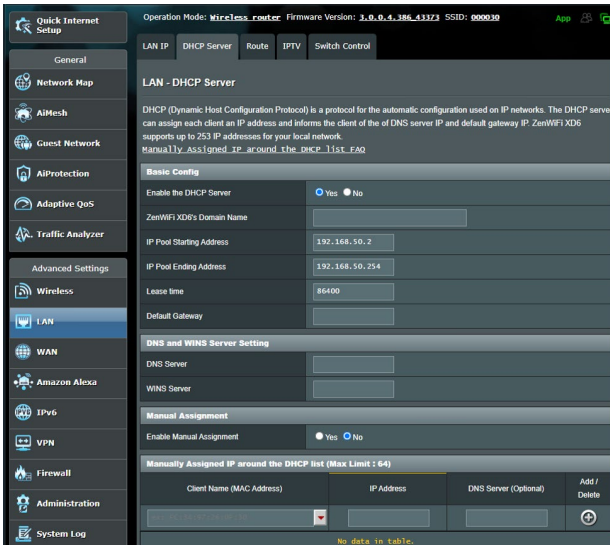 Quick Internet Setup
Operation Mode: Wireless router Firmware Version: 3.0.0.4.386_43373 SSID: 000030
App
General
Network Map
AiMesh
Guest Network
AiProtection
Adaptive QoS
Traffic Analyzer
Advanced Settings
Wireless
LAN
WAN
Amazon Alexa
IPv6
VPN
Firewall
Administration
System Log
LAN IP DHCP Server Route IPTV Switch Control
LAN - DHCP Server
DHCP (Dynamic Host Configuration Protocol) is a protocol for the automatic configuration used on IP networks. The DHCP serve
can assign each client an IP address and informs the client of the of DNS server IP and default gateway IP. ZenWiFi XD6
supports up to 253 IP addresses for your local network.
Manually Assigned IP around the DHCP list FAQ
Basic Config
Enable the DHCP Server Yes No
ZenWiFi XD6's Domain Name
IP Pool Starting Address 192.168.50.2
IP Pool Ending Address 192.168.50.254
Lease time 86400
Default Gateway
DNS and WINS Server Setting
DNS Server
WINS Server
Manual Assignment
Enable Manual Assignment Yes No
Manually Assigned IP around the DHCP list (Max Limit : 64)
Client Name (MAC Address) IP Address DNS Server (Optional) Add / Delete
No data in table.